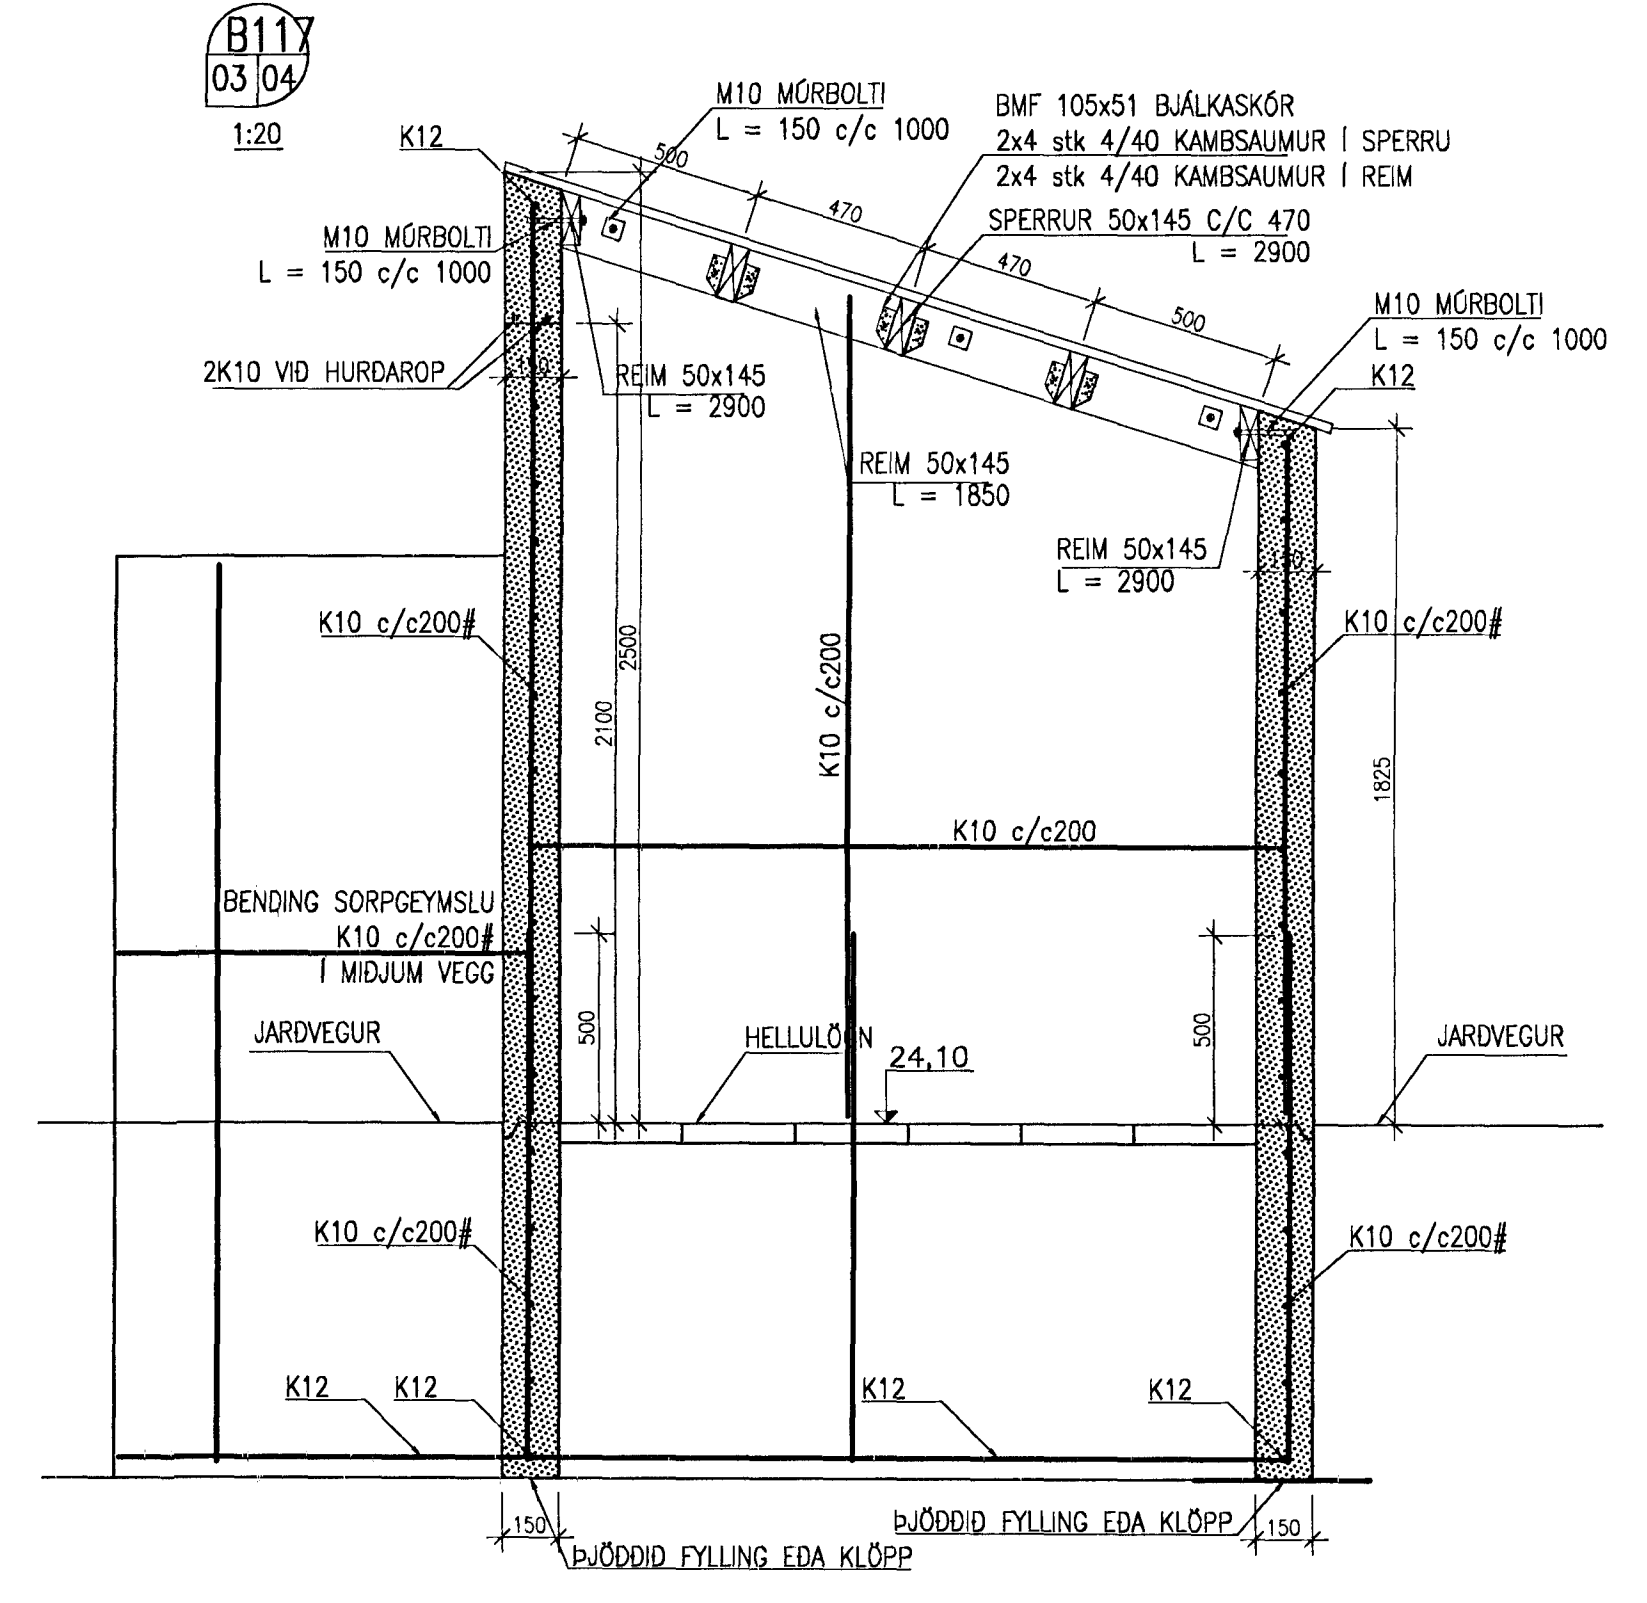 B117
03 04
1:20
K12
M10 MÚRBOLTI
L = 150 c/c 1000
BMF 105x51 BJÁLKASKÓR
2x4 stk 4/40 KAMBSAUMUR Í SPERRU
2x4 stk 4/40 KAMBSAUMUR Í REIM
SPERRUR 50x145 C/C 470
L = 2900
500
470
470
500
M10 MÚRBOLTI
L = 150 c/c 1000
M10 MÚRBOLTI
L = 150 c/c 1000
K12
2K10 VIÐ HURÐAROP
REIM 50x145
L = 2900
REIM 50x145
L = 1850
REIM 50x145
L = 2900
K10 c/c200#
K10 c/c200#
2500
2100
K10 c/c200
1825
K10 c/c200
BENDING SORPGEYMSLU
K10 c/c200#
Í MIÐJUM VEGG
500
500
JARÐVEGUR
HELLULÖGN
24,10
JARÐVEGUR
K10 c/c200#
K10 c/c200#
K12
K12
K12
K12
150
ÞJÖÐÐIÐ FYLLING EÐA KLÖPP
150
ÞJÖÐÐIÐ FYLLING EÐA KLÖPP